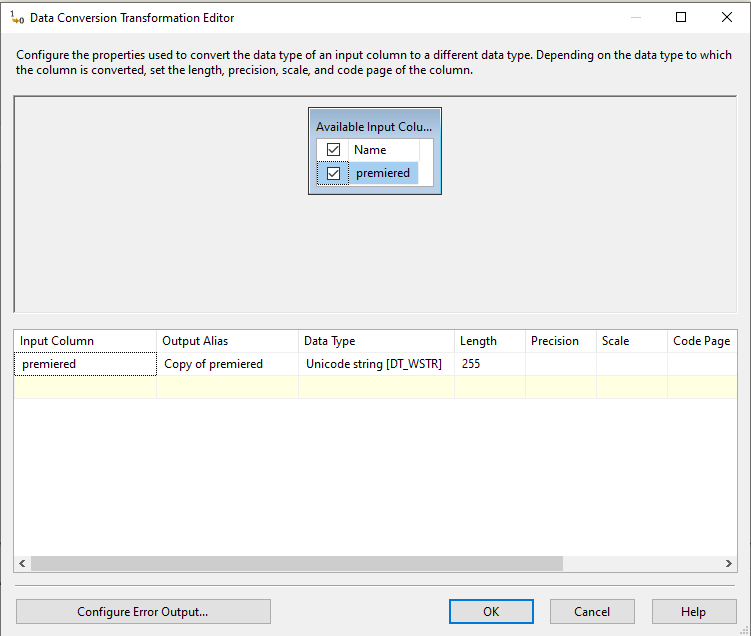 Data Conversion Transformation Editor
Configure the properties used to convert the data type of an input column to a different data type. Depending on the data type to which
the column is converted, set the length, precision, scale, and code page of the column.
Available Input Colu...
Name
premiered
Input Column Output Alias Data Type Length Precision Scale Code Page
premiered Copy of premiered Unicode string [DT_WSTR] 255
Configure Error Output... OK Cancel Help